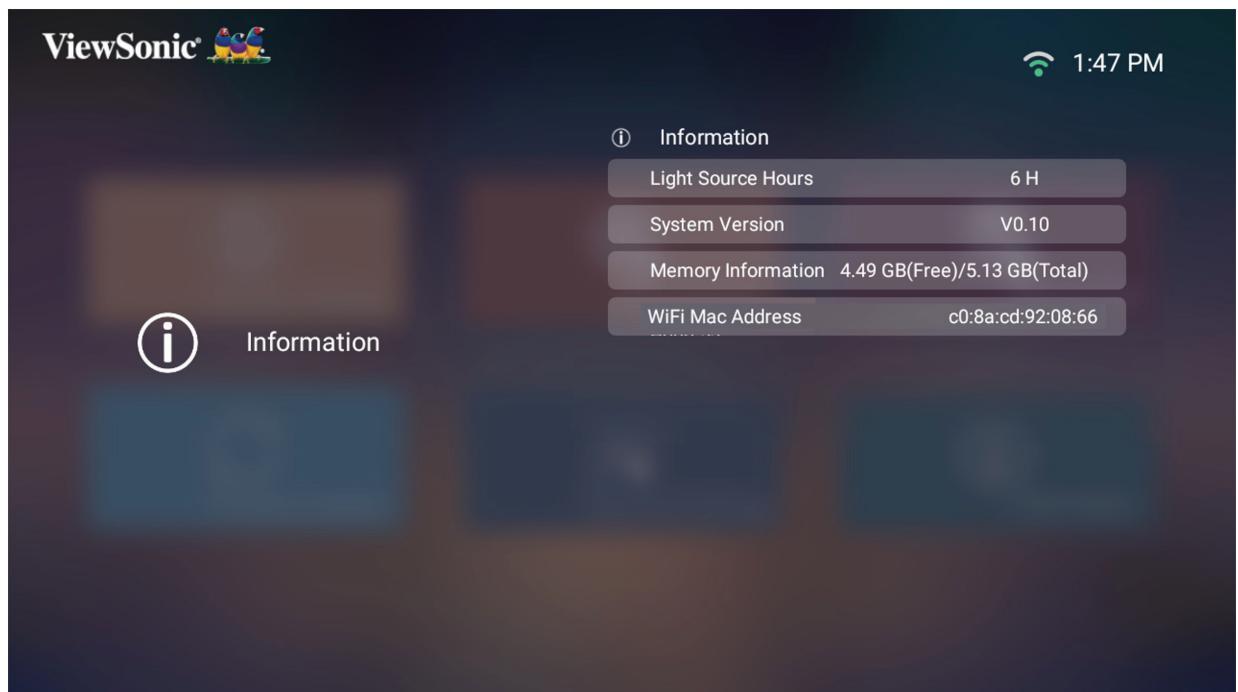 ViewSonic®
1:47 PM
Information
Light Source Hours 6 H
System Version V0.10
Memory Information 4.49 GB(Free)/5.13 GB(Total)
WiFi Mac Address c0:8a:cd:92:08:66
Information